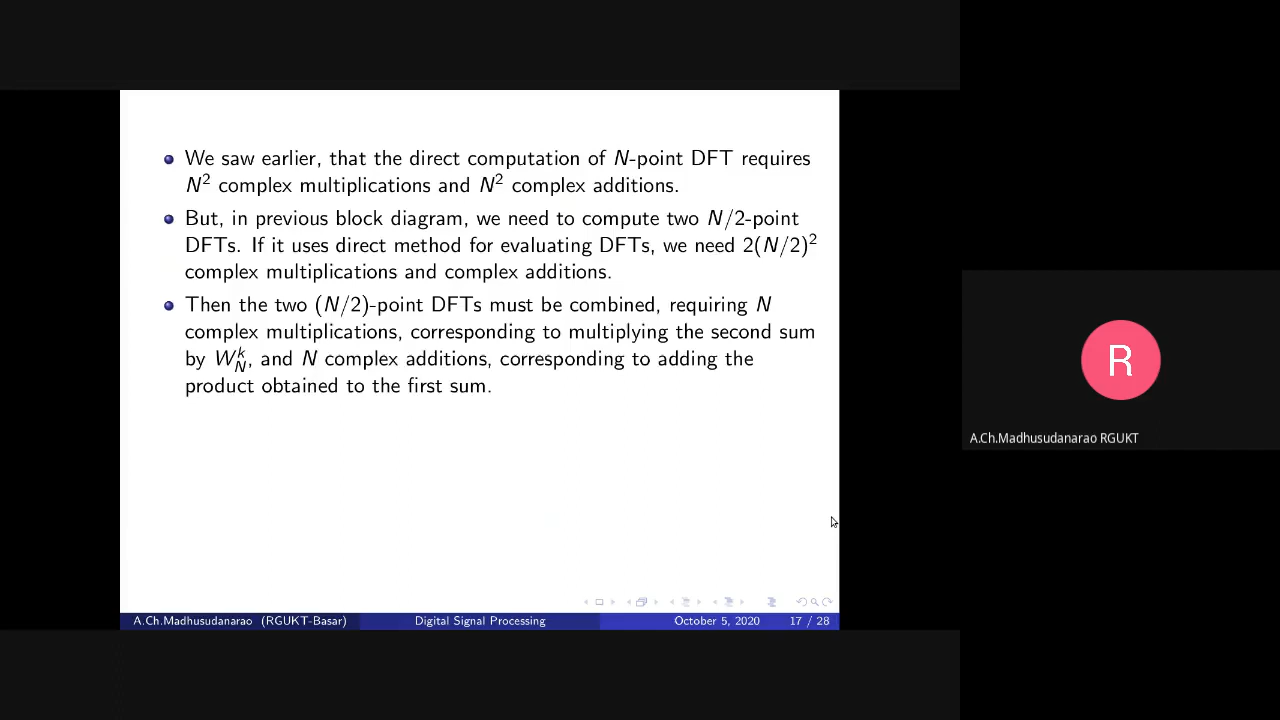 We saw earlier, that the direct computation of N-point DFT requires
N² complex multiplications and N² complex additions.
But, in previous block diagram, we need to compute two N/2-point
DFTs. If it uses direct method for evaluating DFTs, we need 2(N/2)²
complex multiplications and complex additions.
Then the two (N/2)-point DFTs must be combined, requiring N
complex multiplications, corresponding to multiplying the second sum
by W_N^k, and N complex additions, corresponding to adding the
product obtained to the first sum.
R
A.Ch.Madhusudanarao RGUKT
A.Ch.Madhusudanarao (RGUKT-Basar) Digital Signal Processing October 5, 2020 17 / 28